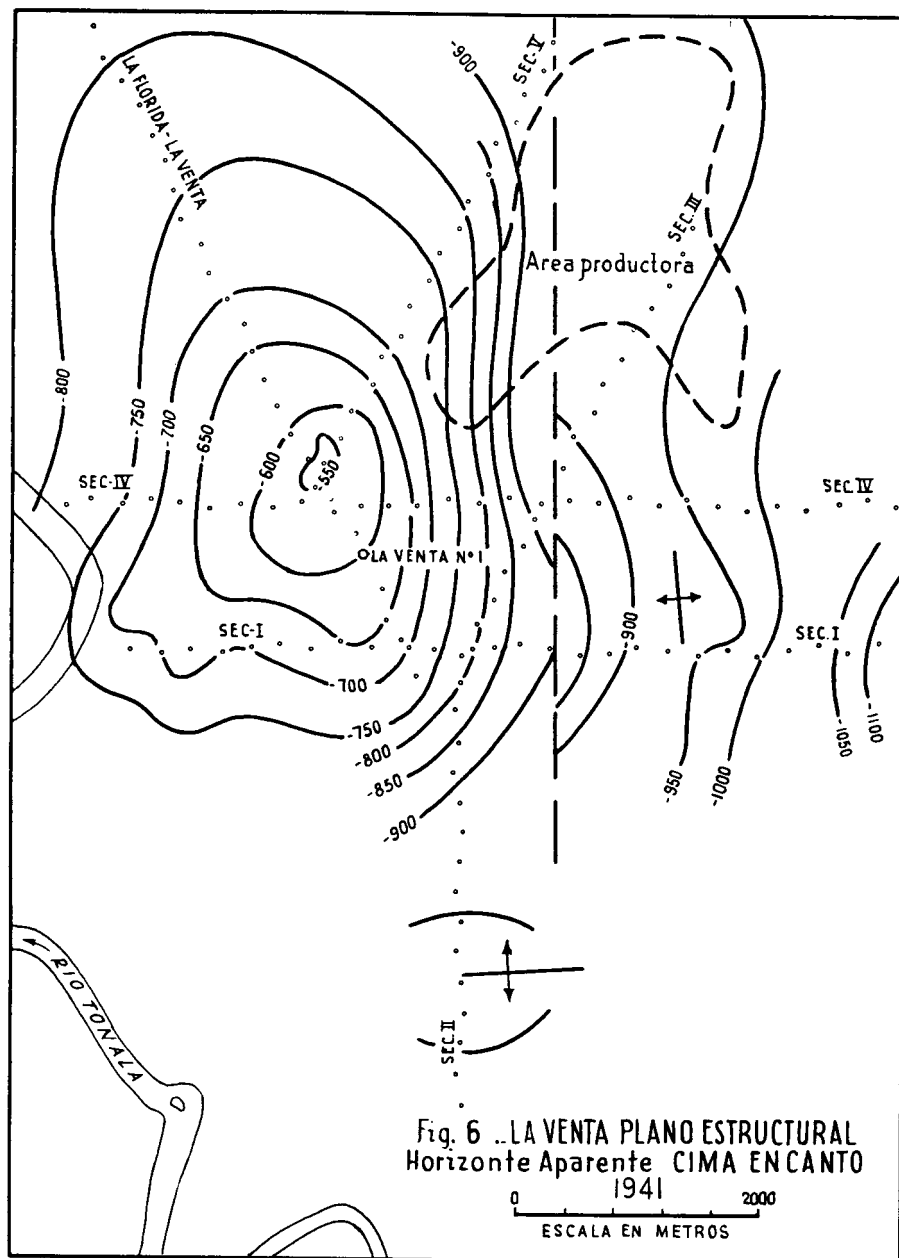 LA FLORIDA-LA VENTA
-900
SEC-V
SEC. III
Area productora
-800
-750
-700
-650
-600
-550
SEC-IV
SEC. IV
LA VENTA Nº 1
SEC-I
-900
SEC. I
-700
-750
-800
-850
-900
-950
-1000
-1050
-1100
RIO TONALA
SEC. II
Fig. 6 .. LA VENTA PLANO ESTRUCTURAL
Horizonte Aparente CIMA ENCANTO
1941
0 2000
ESCALA EN METROS